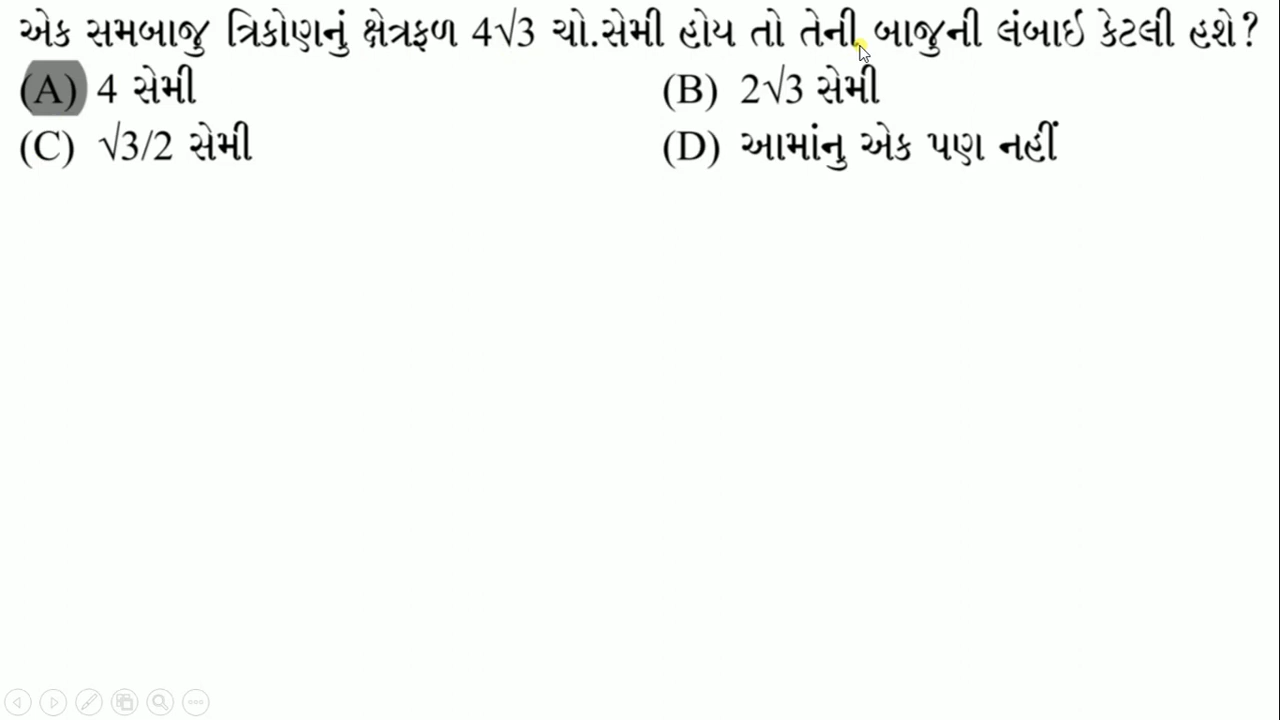 એક સમબાજુ ત્રિકોણનું ક્ષેત્રફળ 4√3 ચો.સેમી હોય તો તેની બાજુની લંબાઈ કેટલી હશે?
(A) 4 સેમી (B) 2√3 સેમી
(C) √3/2 સેમી (D) આમાંનુ એક પણ નહીં